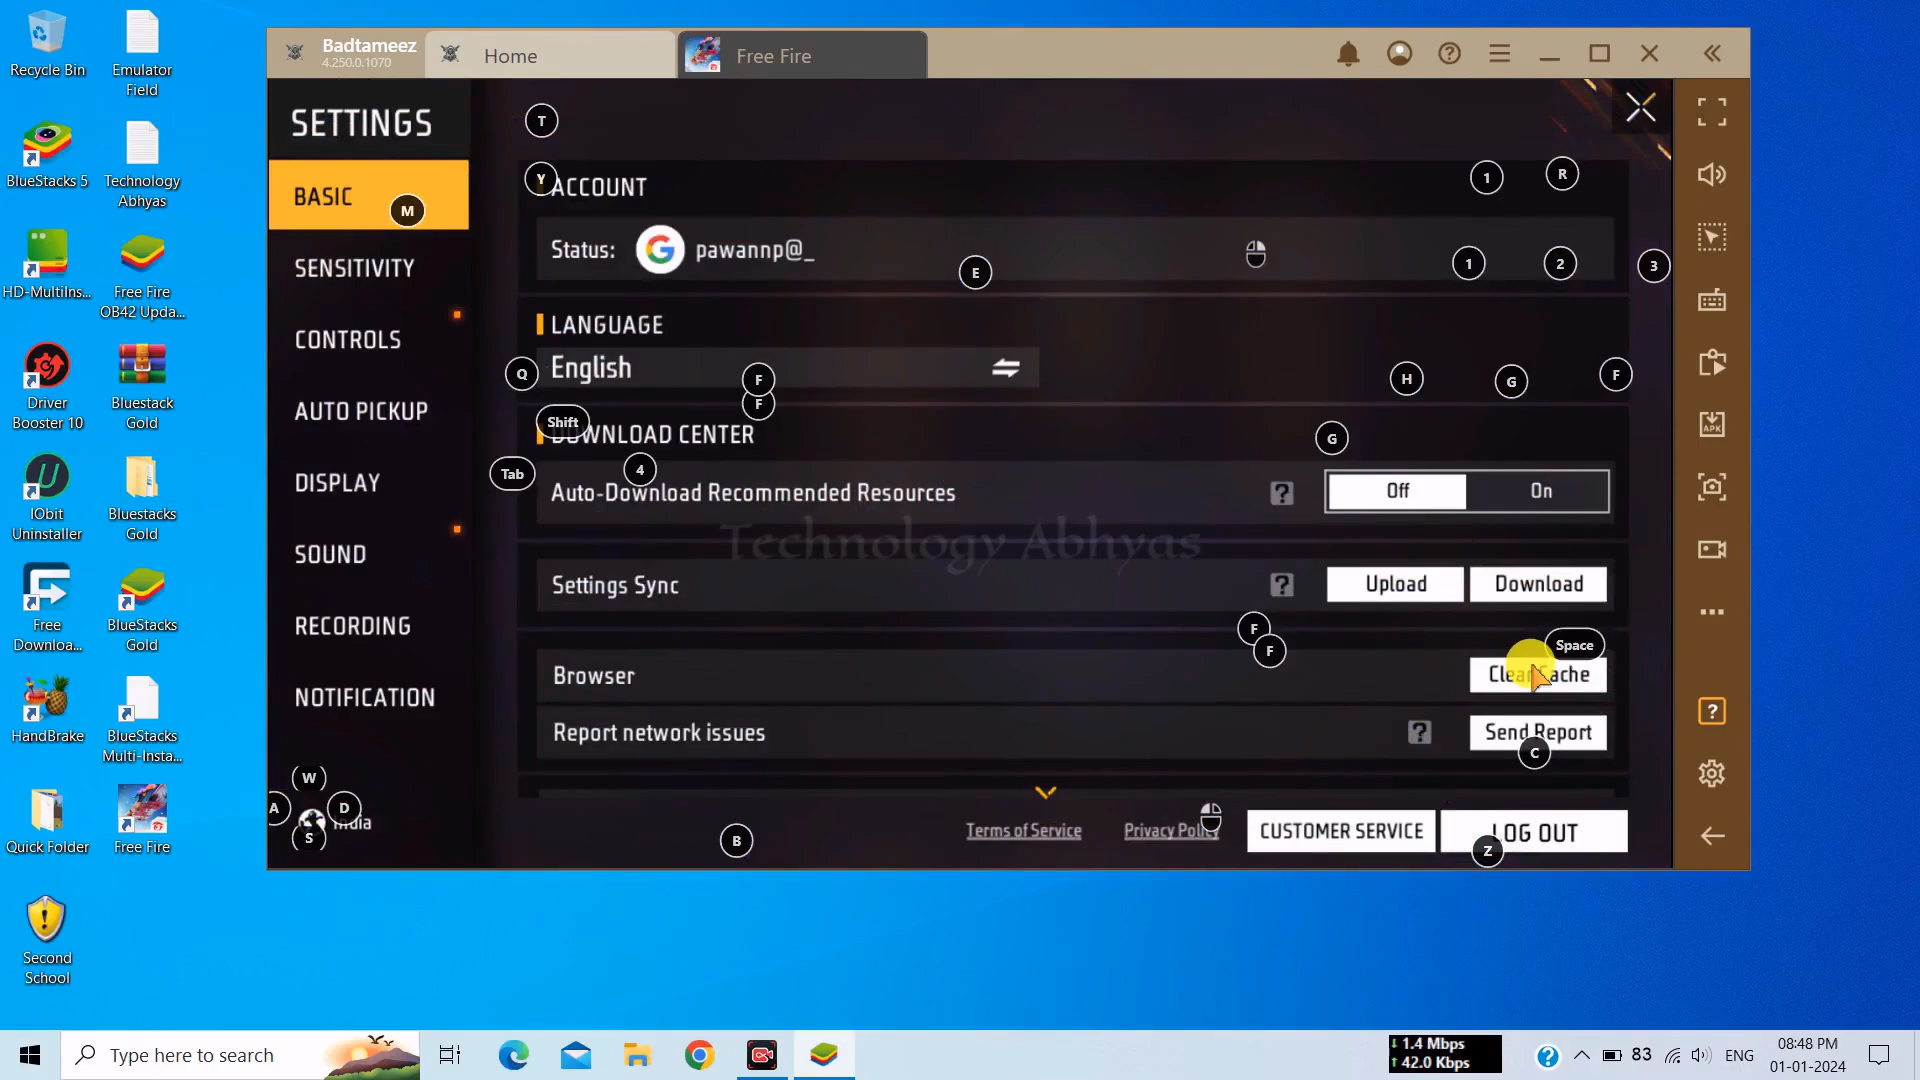 Recycle Bin
Emulator
Field
BlueStacks 5
Technology
Abhyas
HD-MultiIns...
Free Fire
OB42 Upda...
Driver
Booster 10
Bluestack
Gold
IObit
Uninstaller
Bluestacks
Gold
Free
Downloa...
BlueStacks
Gold
HandBrake
BlueStacks
Multi-Insta...
Quick Folder
Free Fire
Second
School
Badtameez
4.250.0.1070
Home
Free Fire
SETTINGS
BASIC
M
SENSITIVITY
CONTROLS
AUTO PICKUP
DISPLAY
SOUND
RECORDING
NOTIFICATION
W
A
D
S
India
T
Y
ACCOUNT
1
R
Status:
pawannp@_
E
1
2
3
LANGUAGE
Q
English
F
F
H
G
F
Shift
DOWNLOAD CENTER
G
Tab
4
Auto-Download Recommended Resources
?
Off
On
Technology Abhyas
Settings Sync
?
Upload
Download
F
F
Space
Browser
Clear Cache
Report network issues
?
Send Report
C
B
Terms of Service
Privacy Policy
CUSTOMER SERVICE
LOG OUT
Z
APK
?
Type here to search
1.4 Mbps
42.0 Kbps
?
83
ENG
08:48 PM
01-01-2024